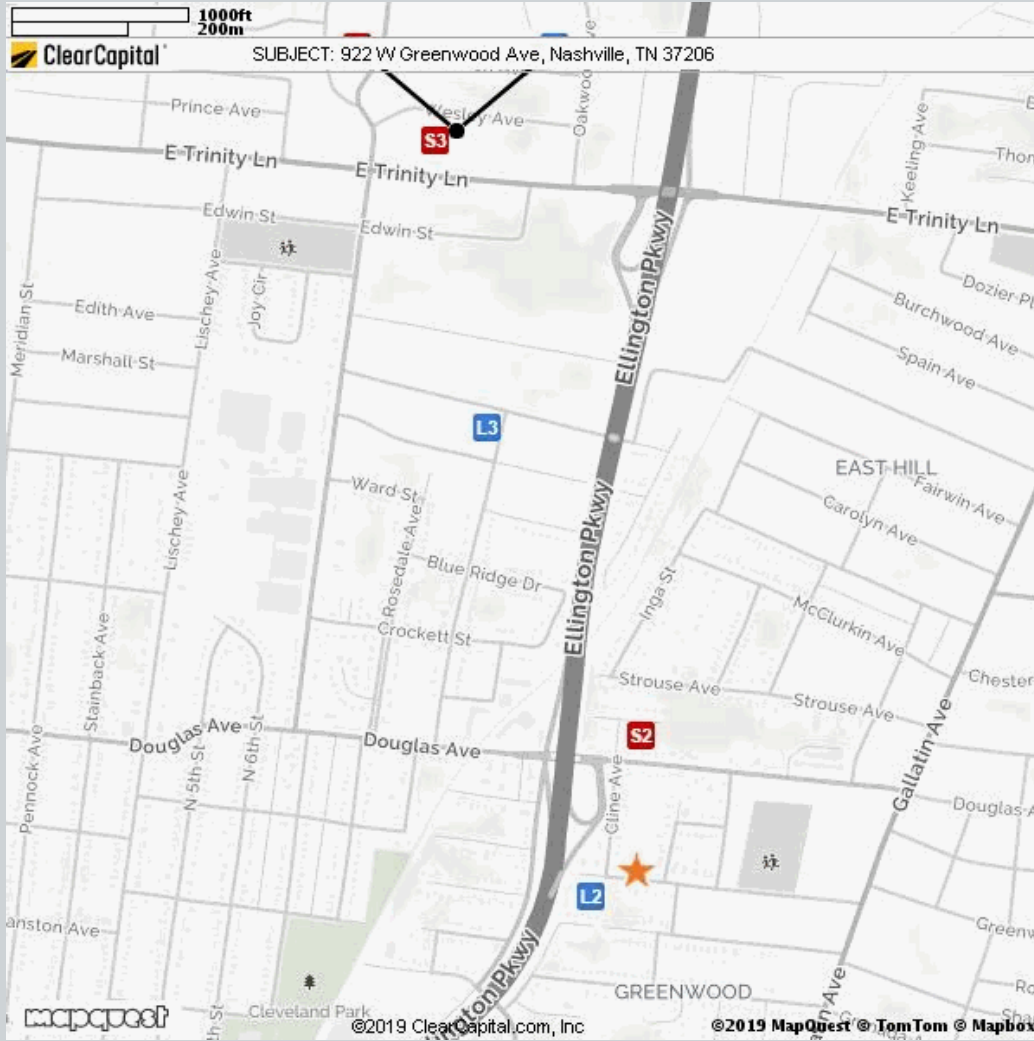 1000ft
200m
ClearCapital
SUBJECT: 922 W Greenwood Ave, Nashville, TN 37206
Prince Ave
Wesley Ave
Oakwood
Keeling Ave
S3
E Trinity Ln
E Trinity Ln
E Trinity Ln
Edwin St
Edwin St
Ellington Pkwy
Dozier Pl
Meridian St
Lischey Ave
Joy Cir
Edith Ave
Burchwood Ave
Marshall St
Spain Ave
L3
EAST HILL
Fairwin Ave
Ward St
Carolyn Ave
Lischey Ave
Rosedale Ave
Ellington Pkwy
Blue Ridge Dr
Inga St
McClurkin Ave
Crockett St
Stainback Ave
Strouse Ave
Chester
Strouse Ave
Pennock Ave
Douglas Ave
N 5th St
N 6th St
Douglas Ave
S2
Gallatin Ave
Cline Ave
Douglas A
L2
anston Ave
Greenw
Ellington Pkwy
GREENWOOD
Cleveland Park
mapquest
©2019 ClearCapital.com, Inc
©2019 MapQuest © TomTom © Mapbox